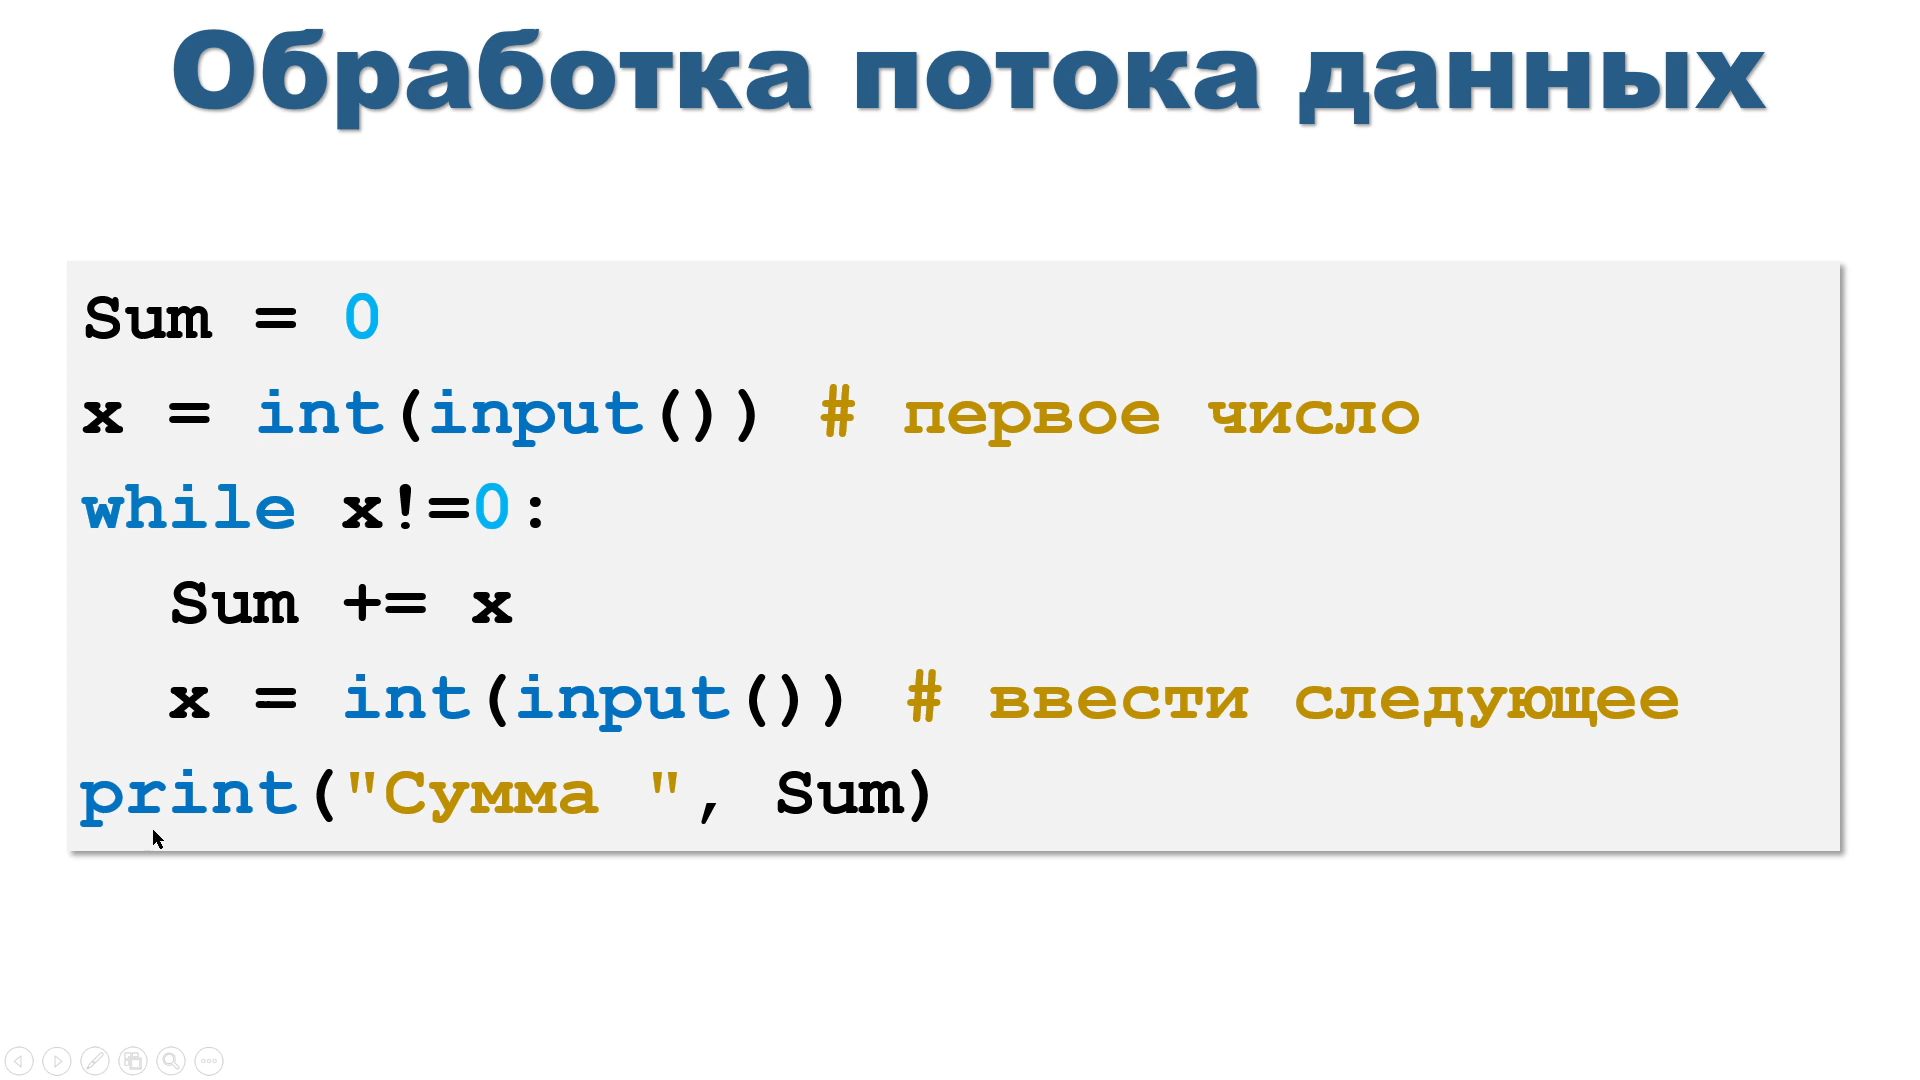 Обработка потока данных
Sum = 0
x = int(input()) # первое число
while x!=0:
  Sum += x
  x = int(input()) # ввести следующее
print("Сумма ", Sum)